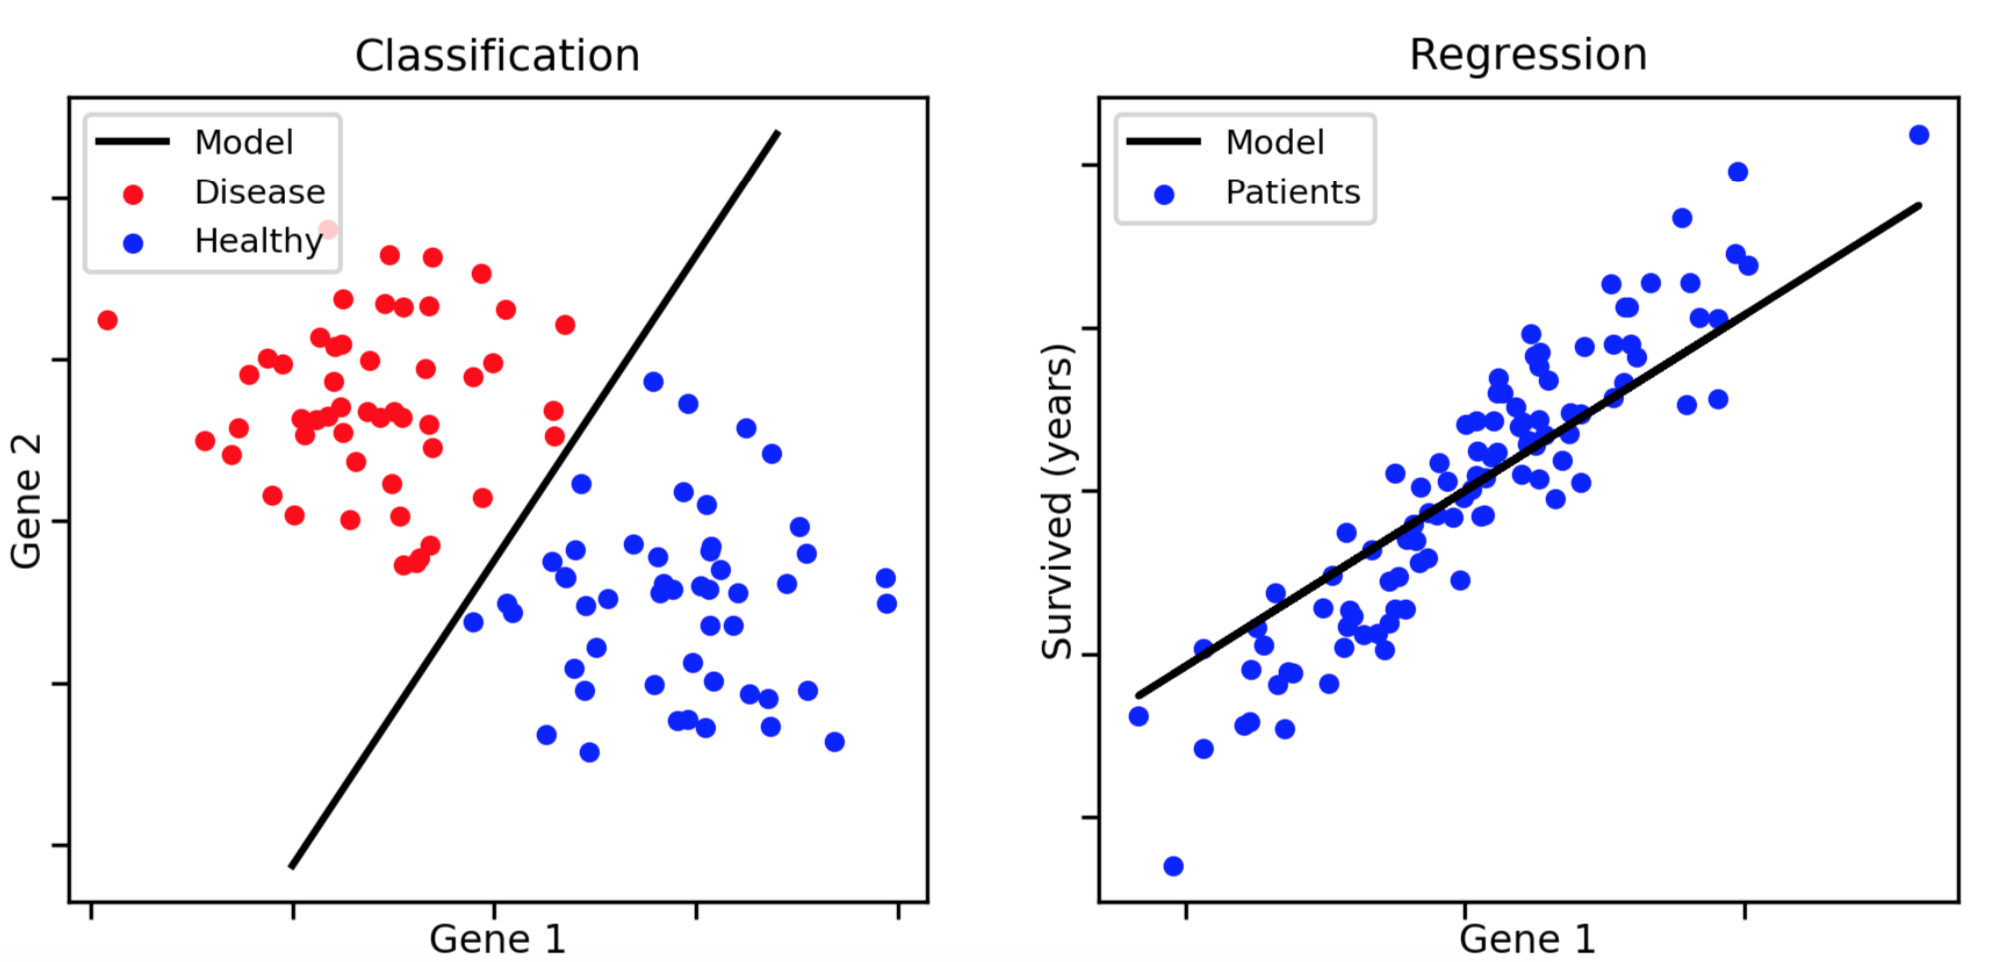 Classification
Model
Disease
Healthy
Gene 2
Gene 1
Regression
Model
Patients
Survived (years)
Gene 1